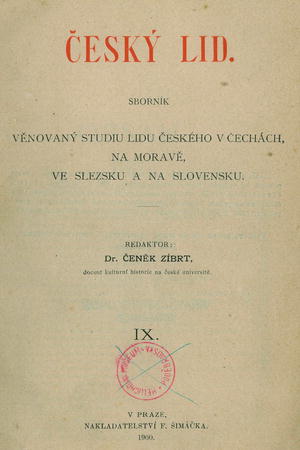 ČESKÝ LID.
SBORNÍK
VĚNOVANÝ STUDIU LIDU ČESKÉHO V ČECHÁCH,
NA MORAVĚ,
VE SLEZSKU A NA SLOVENSKU.
REDAKTOR:
Dr. ČENĚK ZÍBRT,
docent kulturní historie na české universitě.
IX.
V PRAZE,
NAKLADATELSTVÍ F. ŠIMÁČKA.
1900.